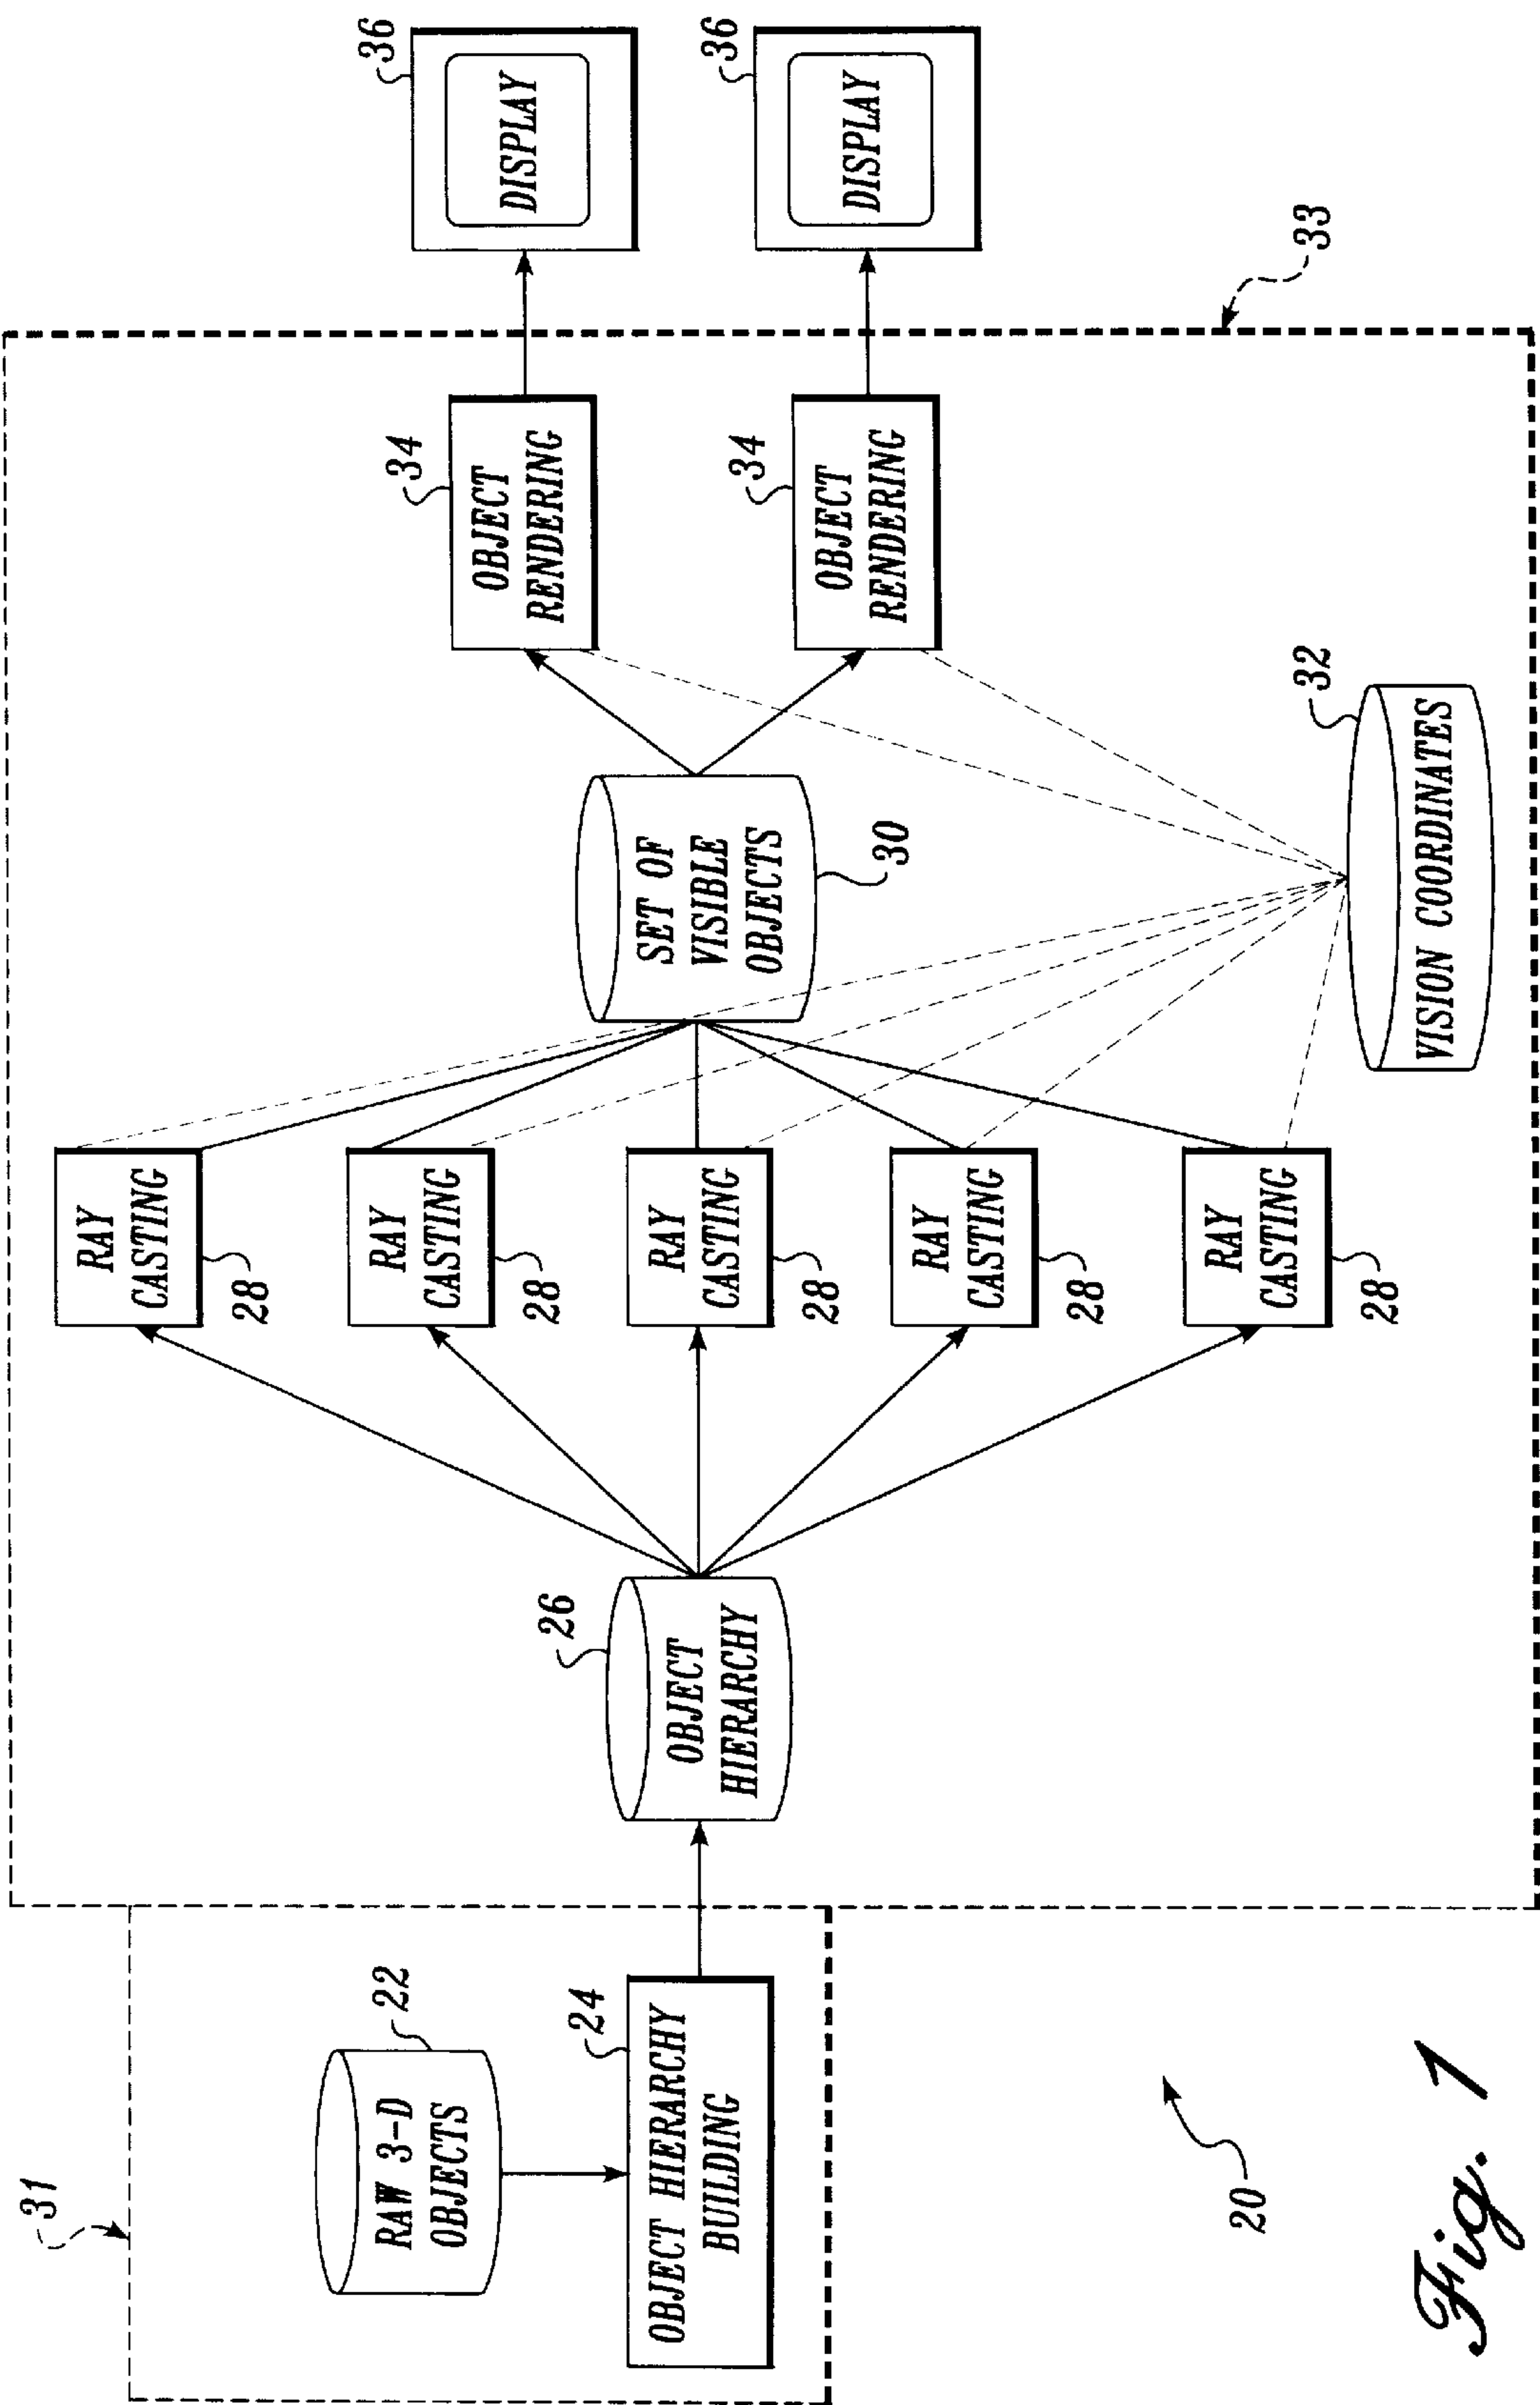 31
RAW 3-D
OBJECTS
22
OBJECT HIERARCHY
BUILDING
24
OBJECT
HIERARCHY
26
RAY
CASTING
28
RAY
CASTING
28
RAY
CASTING
28
RAY
CASTING
28
RAY
CASTING
28
SET OF
VISIBLE
OBJECTS
30
VISION COORDINATES
32
OBJECT
RENDERING
34
OBJECT
RENDERING
34
33
DISPLAY
36
DISPLAY
36
20
Fig. 1